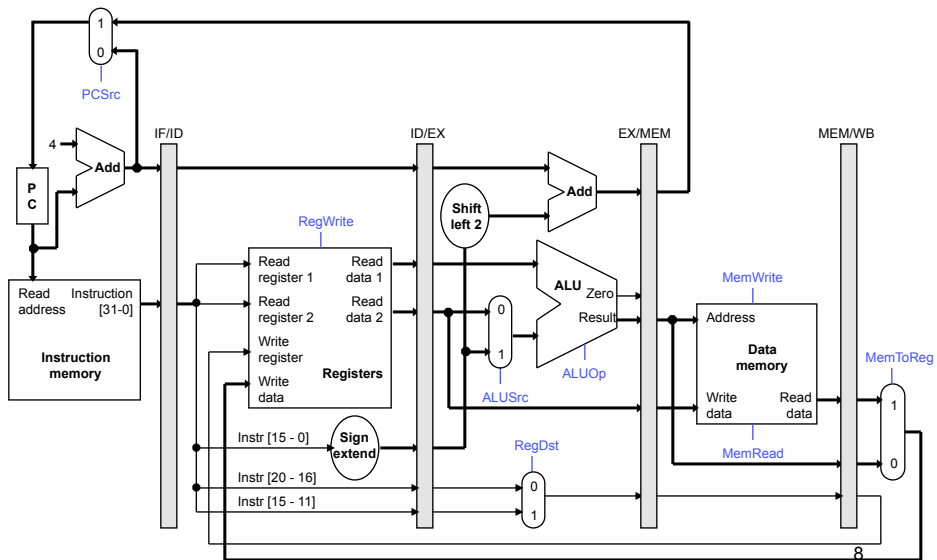 1
0
PCSrc
IF/ID
ID/EX
EX/MEM
MEM/WB
4
Add
P
C
Add
Shift
left 2
RegWrite
Read
register 1
Read
data 1
Read
register 2
Read
data 2
Write
register
Write
data
Registers
Read
address
Instruction
[31-0]
Instruction
memory
0
1
ALUSrc
ALU
Zero
Result
ALUOp
MemWrite
Address
Data
memory
Write
data
Read
data
MemRead
MemToReg
1
0
Instr [15 - 0]
Sign
extend
RegDst
Instr [20 - 16]
0
Instr [15 - 11]
1
8